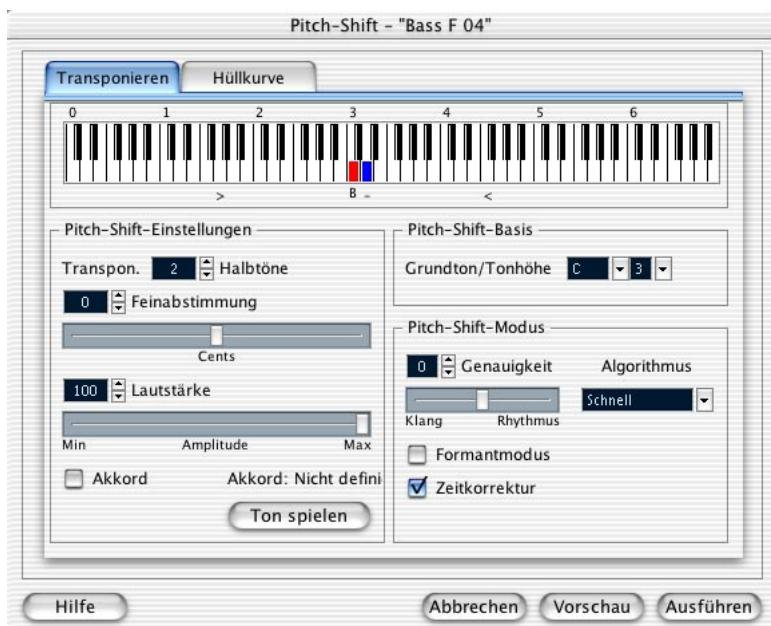 Pitch-Shift – "Bass F 04"
Transponieren
Hüllkurve
0 1 2 3 4 5 6
> B – <
Pitch-Shift-Einstellungen
Transpon. 2 Halbtöne
0 Feinabstimmung
Cents
100 Lautstärke
Min Amplitude Max
Akkord Akkord: Nicht defini
Ton spielen
Pitch-Shift-Basis
Grundton/Tonhöhe C 3
Pitch-Shift-Modus
0 Genauigkeit Algorithmus
Schnell
Klang Rhythmus
Formantmodus
Zeitkorrektur
Hilfe
Abbrechen
Vorschau
Ausführen